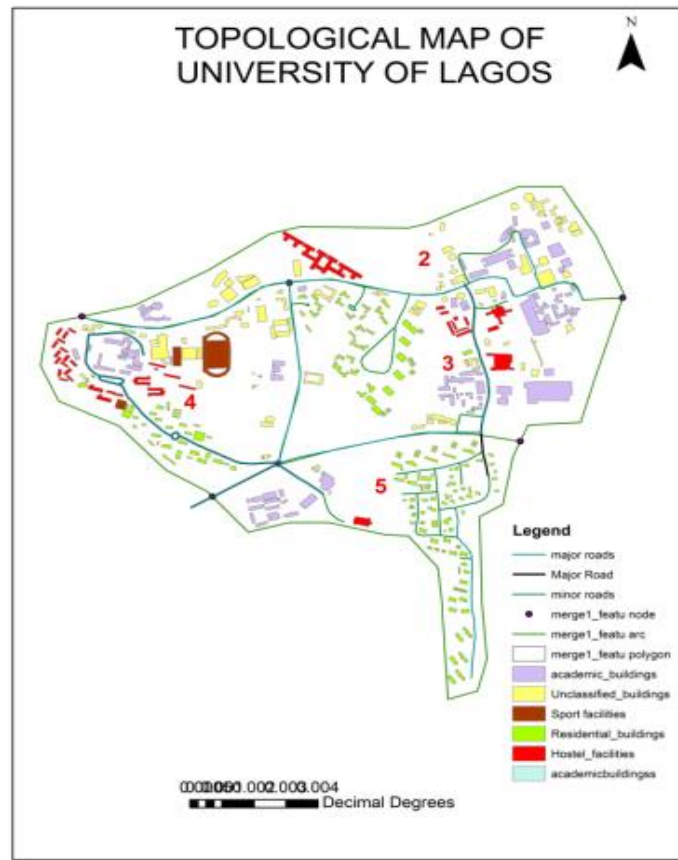 TOPOLOGICAL MAP OF
UNIVERSITY OF LAGOS
N
2
3
4
5
Legend
major roads
Major Road
minor roads
merge1_featu node
merge1_featu arc
merge1_featu polygon
academic_buildings
Unclassified_buildings
Sport facilities
Residential_buildings
Hostel_facilities
academicbuildingss
Decimal Degrees